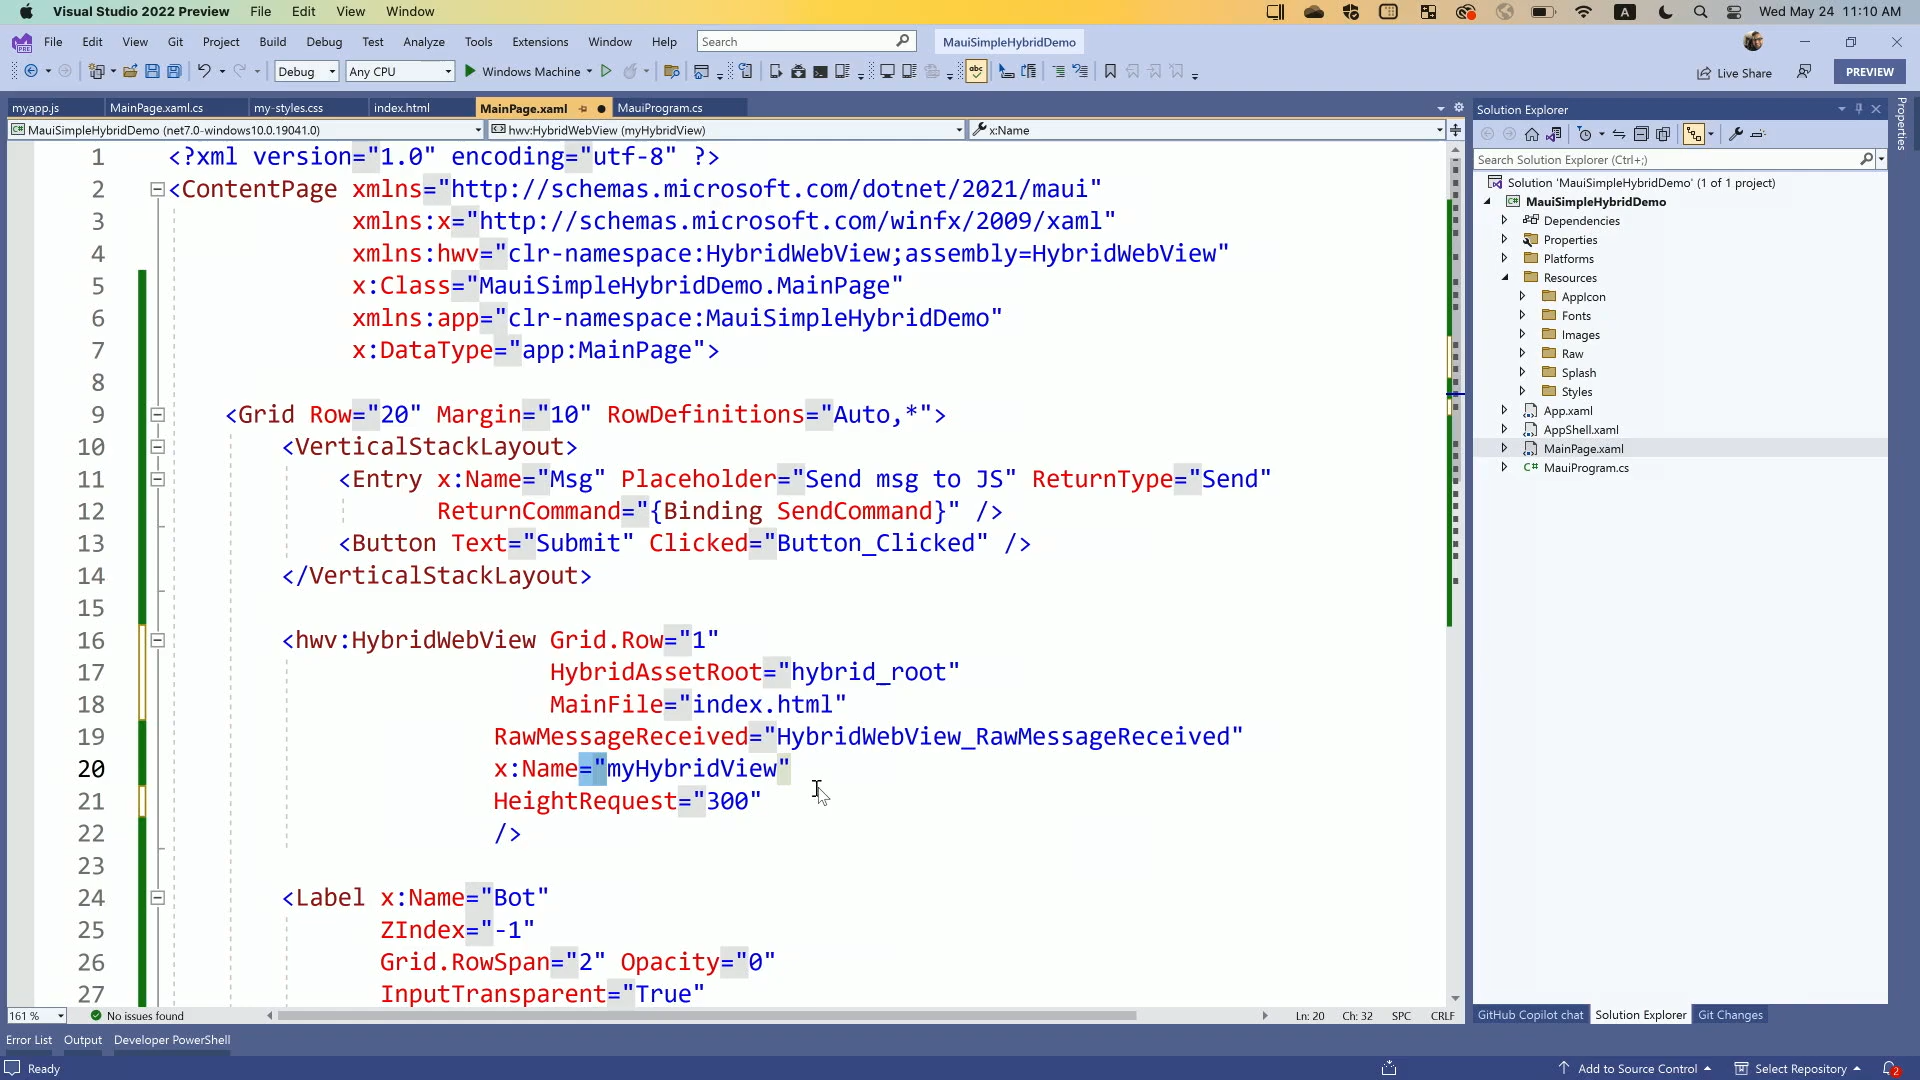 Visual Studio 2022 Preview File Edit View Window A Wed May 24 11:10 AM
File Edit View Git Project Build Debug Test Analyze Tools Extensions Window Help Search MauiSimpleHybridDemo
Debug Any CPU Windows Machine abc Live Share PREVIEW
myapp.js MainPage.xaml.cs my-styles.css index.html MainPage.xaml MauiProgram.cs
MauiSimpleHybridDemo (net7.0-windows10.0.19041.0) hwv:HybridWebView (myHybridView) x:Name
1 <?xml version="1.0" encoding="utf-8" ?>
2 <ContentPage xmlns="http://schemas.microsoft.com/dotnet/2021/maui"
3 xmlns:x="http://schemas.microsoft.com/winfx/2009/xaml"
4 xmlns:hwv="clr-namespace:HybridWebView;assembly=HybridWebView"
5 x:Class="MauiSimpleHybridDemo.MainPage"
6 xmlns:app="clr-namespace:MauiSimpleHybridDemo"
7 x:DataType="app:MainPage">
8
9 <Grid Row="20" Margin="10" RowDefinitions="Auto,*">
10 <VerticalStackLayout>
11 <Entry x:Name="Msg" Placeholder="Send msg to JS" ReturnType="Send"
12 ReturnCommand="{Binding SendCommand}" />
13 <Button Text="Submit" Clicked="Button_Clicked" />
14 </VerticalStackLayout>
15
16 <hwv:HybridWebView Grid.Row="1"
17 HybridAssetRoot="hybrid_root"
18 MainFile="index.html"
19 RawMessageReceived="HybridWebView_RawMessageReceived"
20 x:Name="myHybridView"
21 HeightRequest="300"
22 />
23
24 <Label x:Name="Bot"
25 ZIndex="-1"
26 Grid.RowSpan="2" Opacity="0"
27 InputTransparent="True"
161 % No issues found Ln: 20 Ch: 32 SPC CRLF
Error List Output Developer PowerShell
Ready Add to Source Control Select Repository 2
Solution Explorer
Search Solution Explorer (Ctrl+;)
Solution 'MauiSimpleHybridDemo' (1 of 1 project)
MauiSimpleHybridDemo
Dependencies
Properties
Platforms
Resources
AppIcon
Fonts
Images
Raw
Splash
Styles
App.xaml
AppShell.xaml
MainPage.xaml
C# MauiProgram.cs
GitHub Copilot chat Solution Explorer Git Changes
Properties